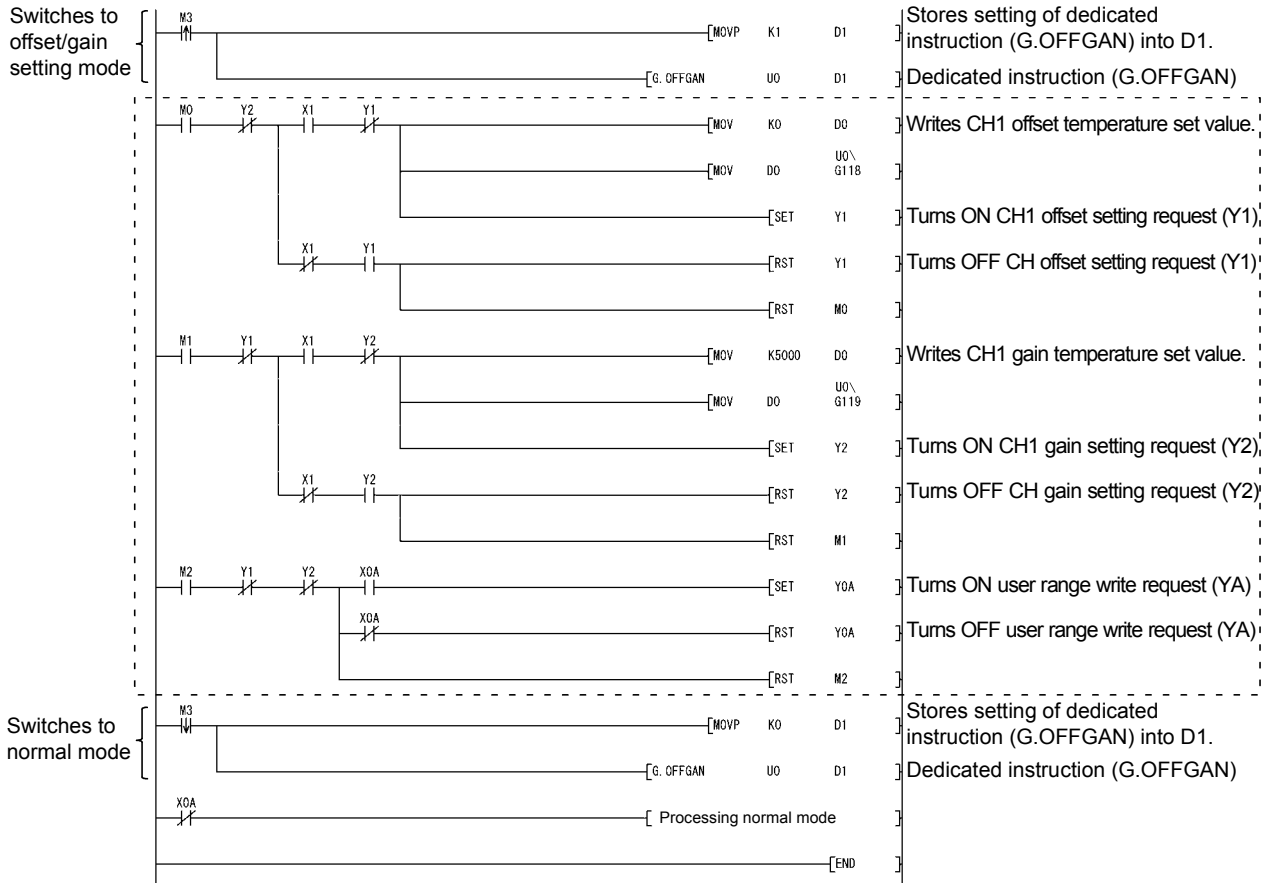 Switches to
offset/gain
setting mode
M3
MOVP K1 D1
Stores setting of dedicated
instruction (G.OFFGAN) into D1.
G.OFFGAN U0 D1
Dedicated instruction (G.OFFGAN)
M0 Y2 X1 Y1
MOV K0 D0
Writes CH1 offset temperature set value.
MOV D0 U0\
G118
SET Y1
Turns ON CH1 offset setting request (Y1)
X1 Y1
RST Y1
Turns OFF CH offset setting request (Y1)
RST M0
M1 Y1 X1 Y2
MOV K5000 D0
Writes CH1 gain temperature set value.
MOV D0 U0\
G119
SET Y2
Turns ON CH1 gain setting request (Y2)
X1 Y2
RST Y2
Turns OFF CH gain setting request (Y2)
RST M1
M2 Y1 Y2 X0A
SET Y0A
Turns ON user range write request (YA)
X0A
RST Y0A
Turns OFF user range write request (YA)
RST M2
Switches to
normal mode
M3
MOVP K0 D1
Stores setting of dedicated
instruction (G.OFFGAN) into D1.
G.OFFGAN U0 D1
Dedicated instruction (G.OFFGAN)
X0A
Processing normal mode
END